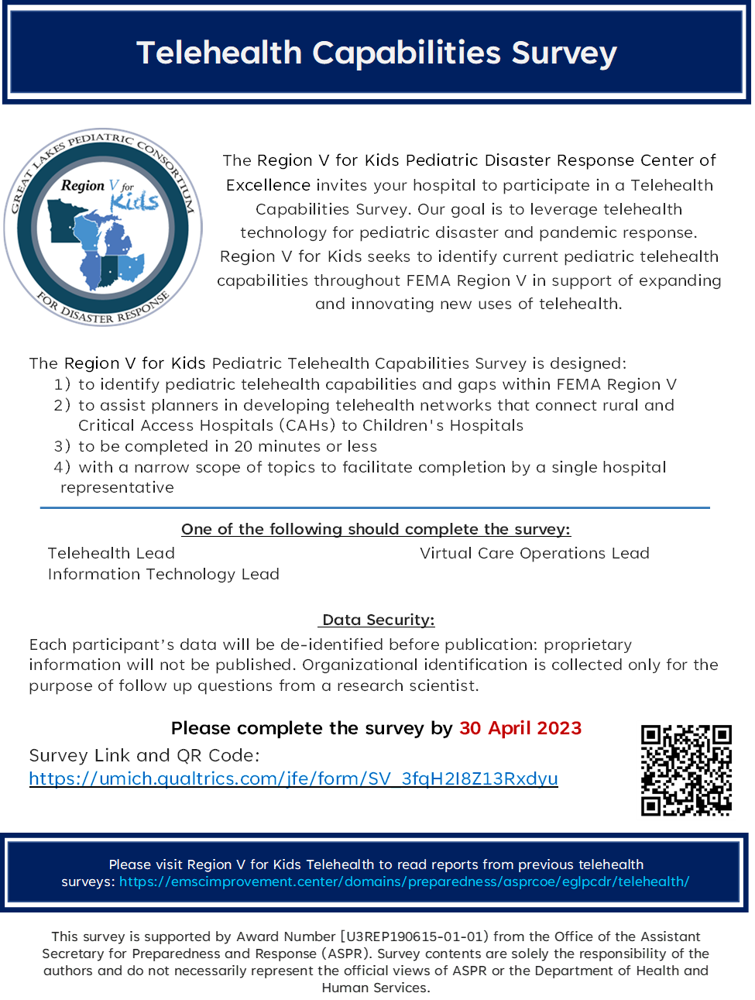 Telehealth Capabilities Survey
GREAT LAKES PEDIATRIC CONSORTIUM
Region V for
Kids
FOR DISASTER RESPONSE
The Region V for Kids Pediatric Disaster Response Center of
Excellence invites your hospital to participate in a Telehealth
Capabilities Survey. Our goal is to leverage telehealth
technology for pediatric disaster and pandemic response.
Region V for Kids seeks to identify current pediatric telehealth
capabilities throughout FEMA Region V in support of expanding
and innovating new uses of telehealth.
The Region V for Kids Pediatric Telehealth Capabilities Survey is designed:
1) to identify pediatric telehealth capabilities and gaps within FEMA Region V
2) to assist planners in developing telehealth networks that connect rural and
Critical Access Hospitals (CAHs) to Children's Hospitals
3) to be completed in 20 minutes or less
4) with a narrow scope of topics to facilitate completion by a single hospital
representative
One of the following should complete the survey:
Telehealth Lead
Virtual Care Operations Lead
Information Technology Lead
Data Security:
Each participant's data will be de-identified before publication: proprietary
information will not be published. Organizational identification is collected only for the
purpose of follow up questions from a research scientist.
Please complete the survey by 30 April 2023
Survey Link and QR Code:
https://umich.qualtrics.com/jfe/form/SV_3fqH2I8Z13Rxdyu
Please visit Region V for Kids Telehealth to read reports from previous telehealth
surveys: https://emscimprovement.center/domains/preparedness/asprcoe/eglpcdr/telehealth/
This survey is supported by Award Number [U3REP190615-01-01) from the Office of the Assistant
Secretary for Preparedness and Response (ASPR). Survey contents are solely the responsibility of the
authors and do not necessarily represent the official views of ASPR or the Department of Health and
Human Services.